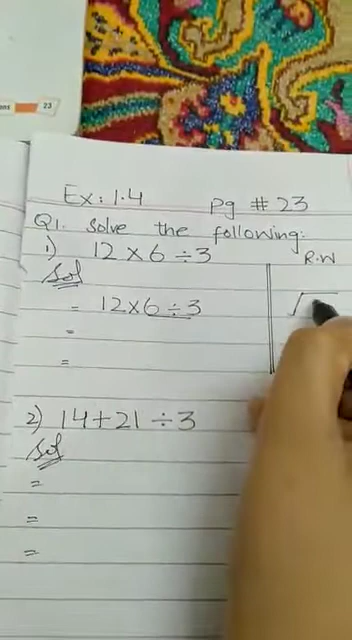 23
Ex: 1.4 Pg # 23
Q1. Solve the following:
1) 12 × 6 ÷ 3
R.W
Sol
= 12×6÷3
=
=
2) 14+21 ÷ 3
Sol
=
=
=